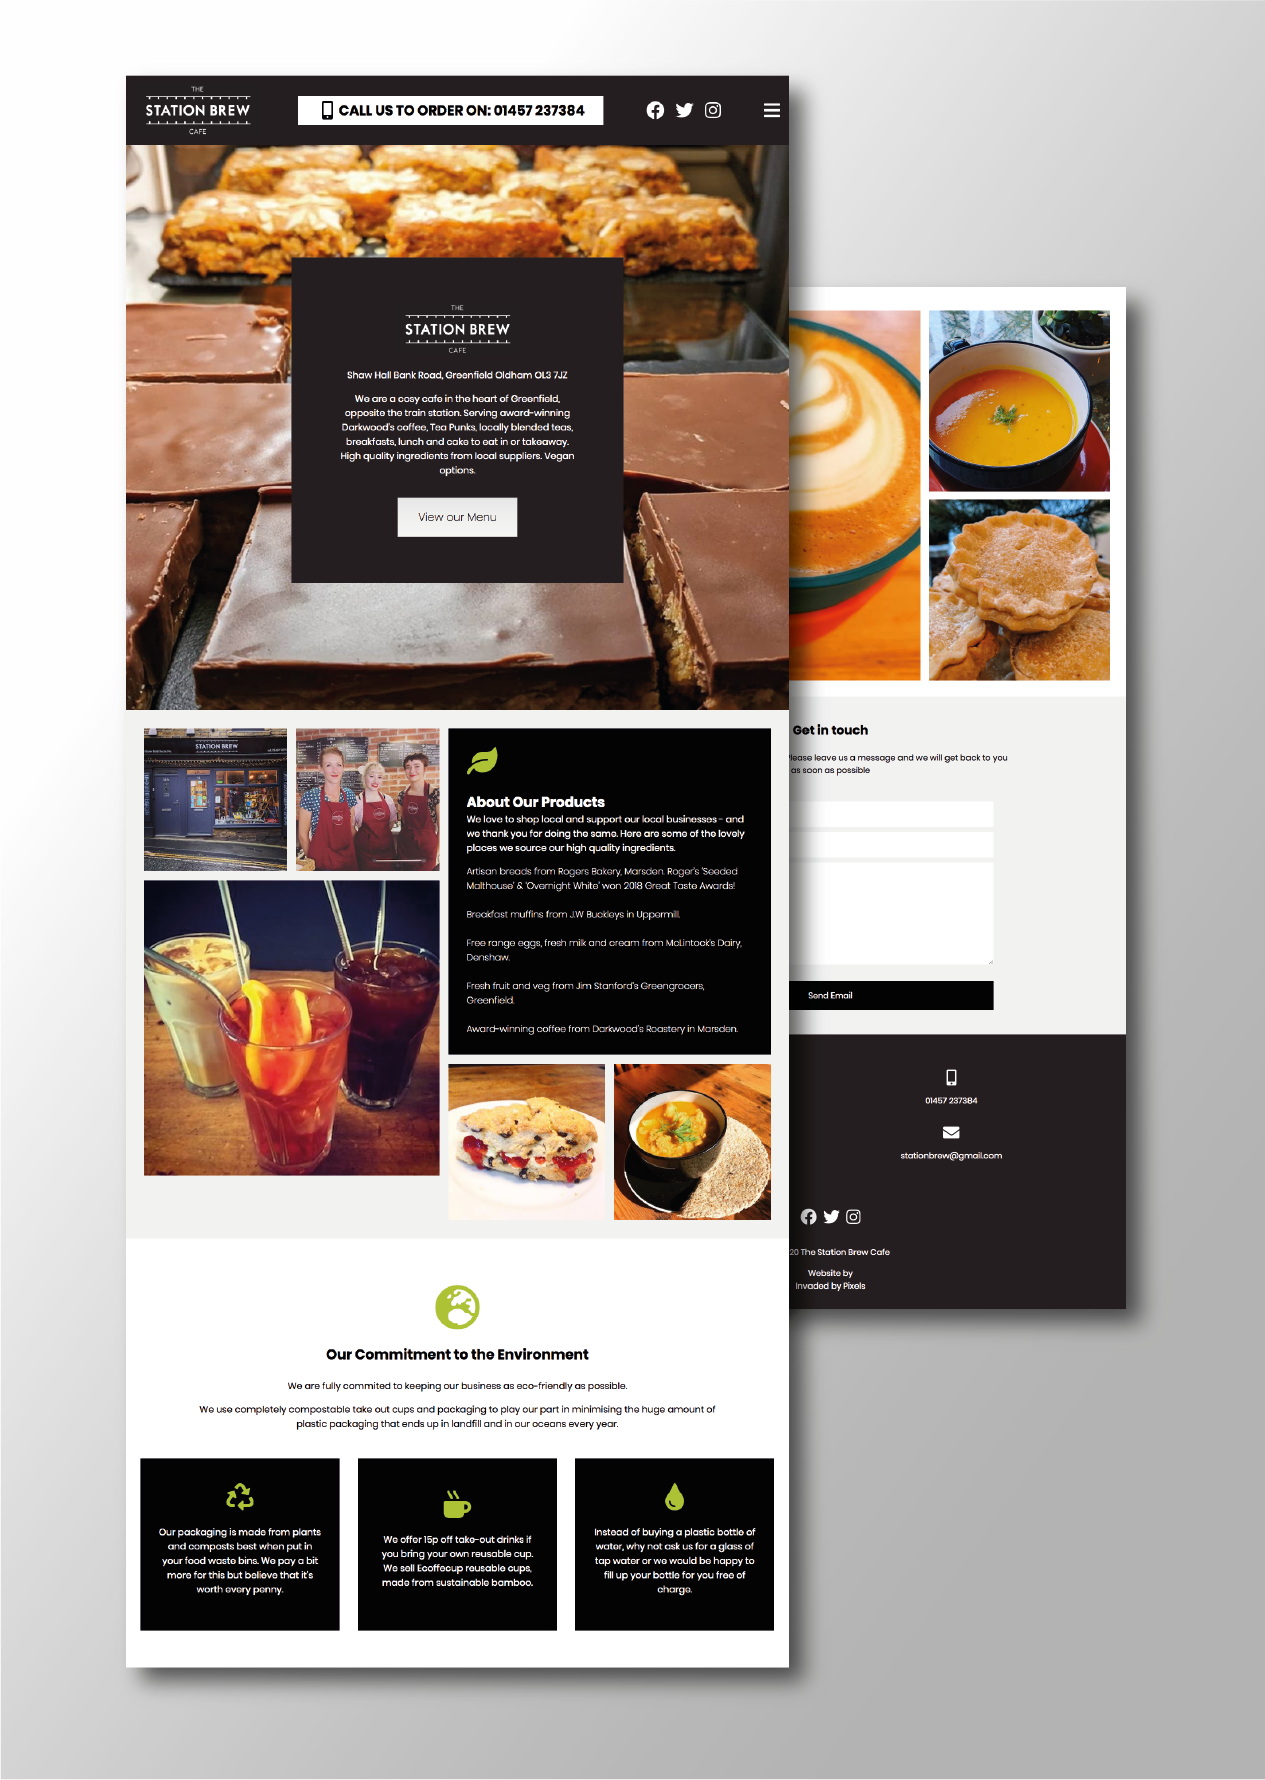 THE
STATION BREW
CAFE
CALL US TO ORDER ON: 01457 237384
THE
STATION BREW
CAFE
Shaw Hall Bank Road, Greenfield Oldham OL3 7JZ
We are a cosy cafe in the heart of Greenfield,
opposite the train station. Serving award-winning
Darkwood's coffee, Tea Punks, locally blended teas,
breakfasts, lunch and cake to eat in or takeaway.
High quality ingredients from local suppliers. Vegan
options.
View our Menu
STATION BREW
About Our Products
We love to shop local and support our local businesses - and
we thank you for doing the same. Here are some of the lovely
places we source our high quality ingredients.
Artisan breads from Rogers Bakery, Marsden. Roger's 'Seeded
Malthouse' & 'Overnight White' won 2018 Great Taste Awards!
Breakfast muffins from J.W Buckleys in Uppermill.
Free range eggs, fresh milk and cream from McLintock's Dairy,
Denshaw.
Fresh fruit and veg from Jim Stanford's Greengrocers,
Greenfield.
Award-winning coffee from Darkwood's Roastery in Marsden.
Our Commitment to the Environment
We are fully commited to keeping our business as eco-friendly as possible.
We use completely compostable take out cups and packaging to play our part in minimising the huge amount of
plastic packaging that ends up in landfill and in our oceans every year.
Our packaging is made from plants
and composts best when put in
your food waste bins. We pay a bit
more for this but believe that it's
worth every penny.
We offer 15p off take-out drinks if
you bring your own reusable cup.
We sell Ecoffecup reusable cups,
made from sustainable bamboo.
Instead of buying a plastic bottle of
water, why not ask us for a glass of
tap water or we would be happy to
fill up your bottle for you free of
charge.
Get in touch
Please leave us a message and we will get back to you
as soon as possible
Send Email
01457 237384
stationbrew@gmail.com
20 The Station Brew Cafe
Website by
Invaded by Pixels